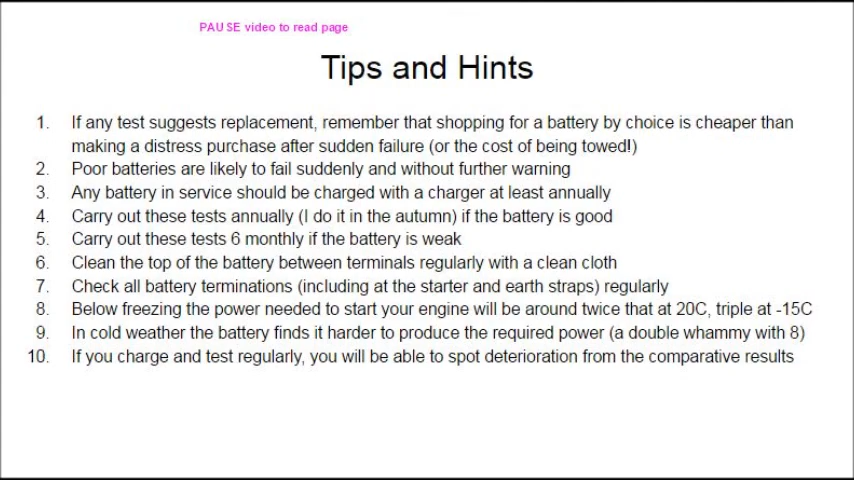 PAUSE video to read page
Tips and Hints
1. If any test suggests replacement, remember that shopping for a battery by choice is cheaper than
making a distress purchase after sudden failure (or the cost of being towed!)
2. Poor batteries are likely to fail suddenly and without further warning
3. Any battery in service should be charged with a charger at least annually
4. Carry out these tests annually (I do it in the autumn) if the battery is good
5. Carry out these tests 6 monthly if the battery is weak
6. Clean the top of the battery between terminals regularly with a clean cloth
7. Check all battery terminations (including at the starter and earth straps) regularly
8. Below freezing the power needed to start your engine will be around twice that at 20C, triple at -15C
9. In cold weather the battery finds it harder to produce the required power (a double whammy with 8)
10. If you charge and test regularly, you will be able to spot deterioration from the comparative results